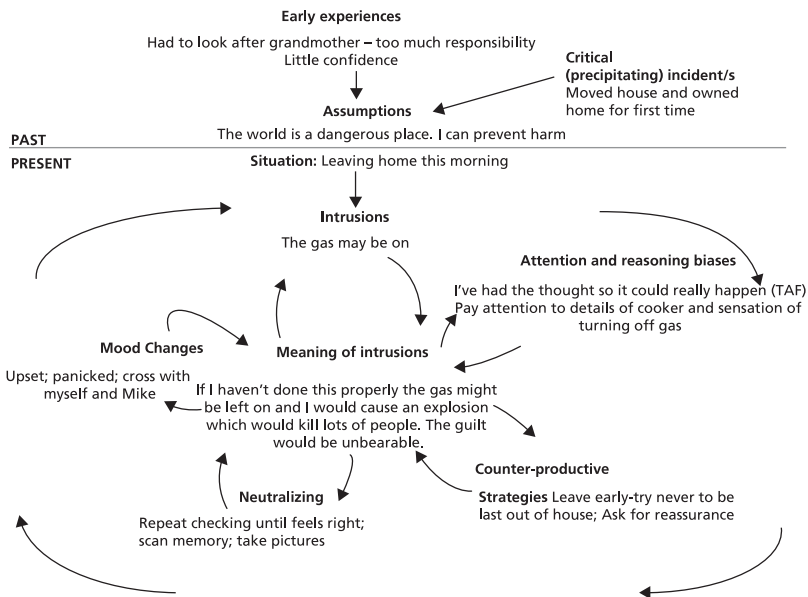 Early experiences
Had to look after grandmother – too much responsibility
Little confidence
Critical
(precipitating) incident/s
Moved house and owned
home for first time
Assumptions
The world is a dangerous place. I can prevent harm
PAST
PRESENT
Situation: Leaving home this morning
Intrusions
The gas may be on
Attention and reasoning biases
I've had the thought so it could really happen (TAF)
Pay attention to details of cooker and sensation of
turning off gas
Mood Changes
Upset; panicked; cross with
myself and Mike
Meaning of intrusions
If I haven't done this properly the gas might
be left on and I would cause an explosion
which would kill lots of people. The guilt
would be unbearable.
Counter-productive
Strategies Leave early-try never to be
last out of house; Ask for reassurance
Neutralizing
Repeat checking until feels right;
scan memory; take pictures